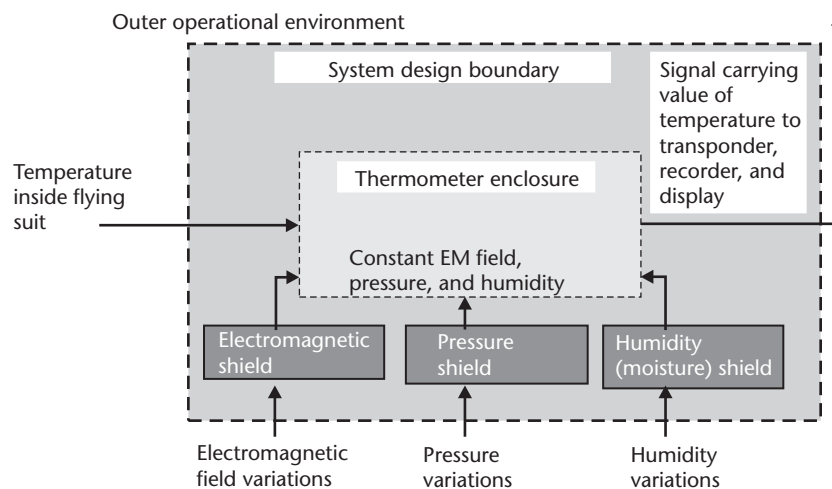 Outer operational environment
System design boundary
Signal carrying
value of
temperature to
transponder,
recorder, and
display
Temperature
inside flying
suit
Thermometer enclosure
Constant EM field,
pressure, and humidity
Electromagnetic
shield
Pressure
shield
Humidity
(moisture) shield
Electromagnetic
field variations
Pressure
variations
Humidity
variations